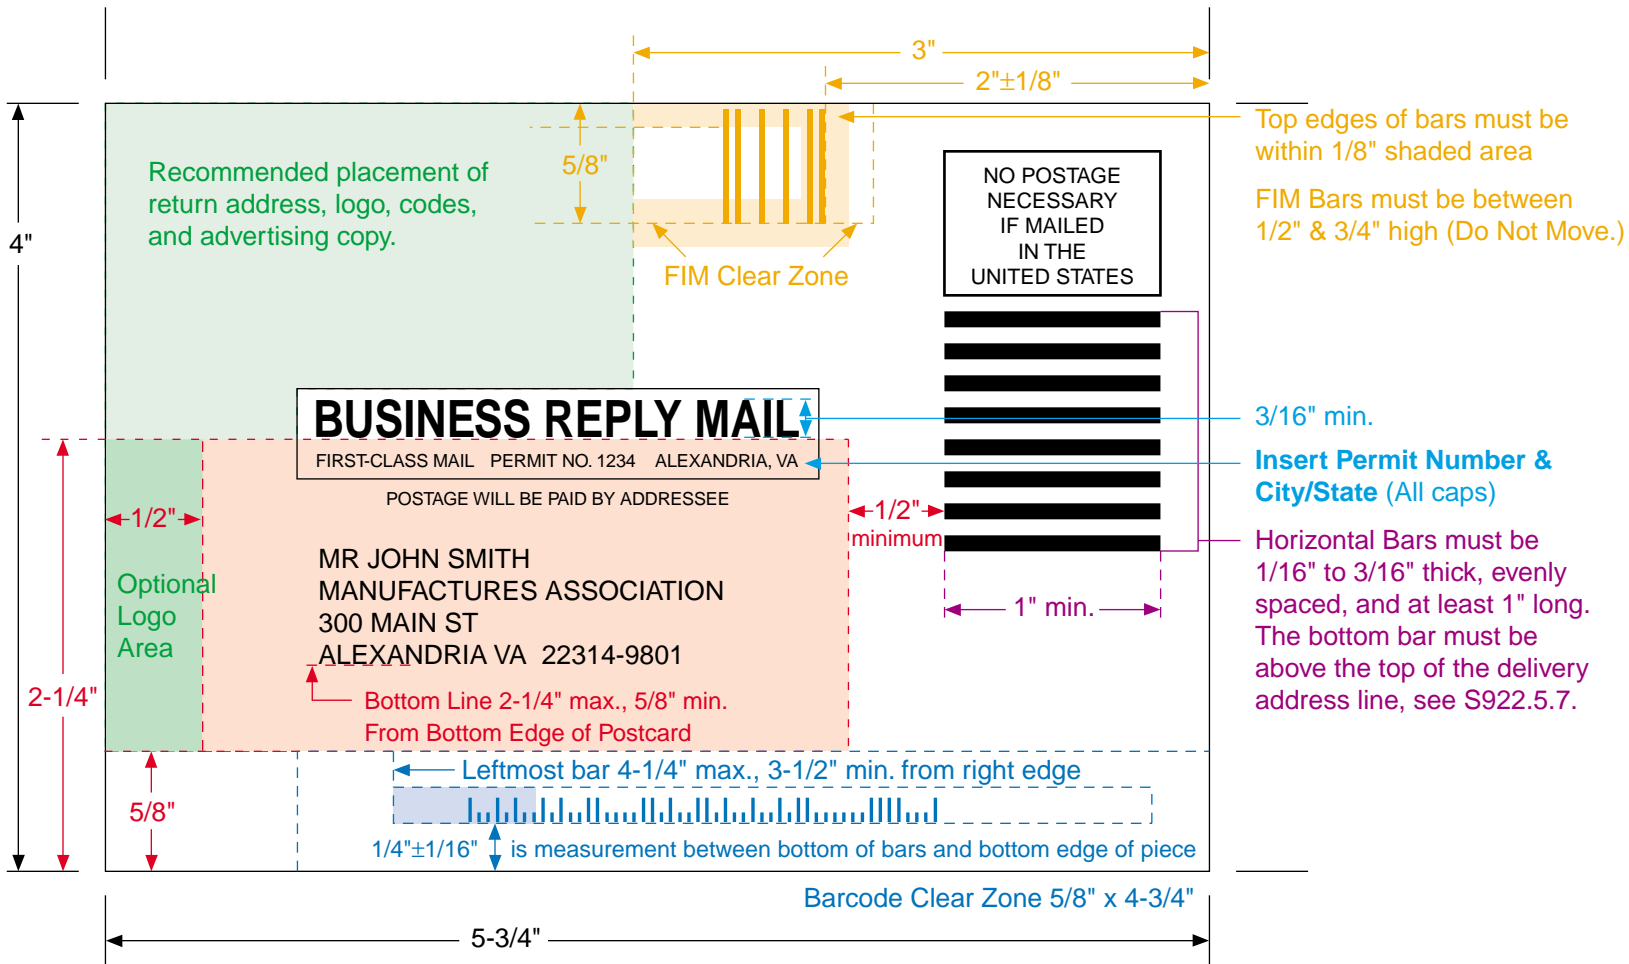 3"
2"±1/8"
4"
Recommended placement of
return address, logo, codes,
and advertising copy.
5/8"
FIM Clear Zone
NO POSTAGE
NECESSARY
IF MAILED
IN THE
UNITED STATES
Top edges of bars must be
within 1/8" shaded area
FIM Bars must be between
1/2" & 3/4" high (Do Not Move.)
BUSINESS REPLY MAIL
FIRST-CLASS MAIL PERMIT NO. 1234 ALEXANDRIA, VA
POSTAGE WILL BE PAID BY ADDRESSEE
3/16" min.
Insert Permit Number &
City/State (All caps)
1/2"
1/2"
minimum
Horizontal Bars must be
1/16" to 3/16" thick, evenly
spaced, and at least 1" long.
The bottom bar must be
above the top of the delivery
address line, see S922.5.7.
1" min.
Optional
Logo
Area
MR JOHN SMITH
MANUFACTURES ASSOCIATION
300 MAIN ST
ALEXANDRIA VA 22314-9801
2-1/4"
Bottom Line 2-1/4" max., 5/8" min.
From Bottom Edge of Postcard
5/8"
Leftmost bar 4-1/4" max., 3-1/2" min. from right edge
1/4"±1/16" is measurement between bottom of bars and bottom edge of piece
Barcode Clear Zone 5/8" x 4-3/4"
5-3/4"